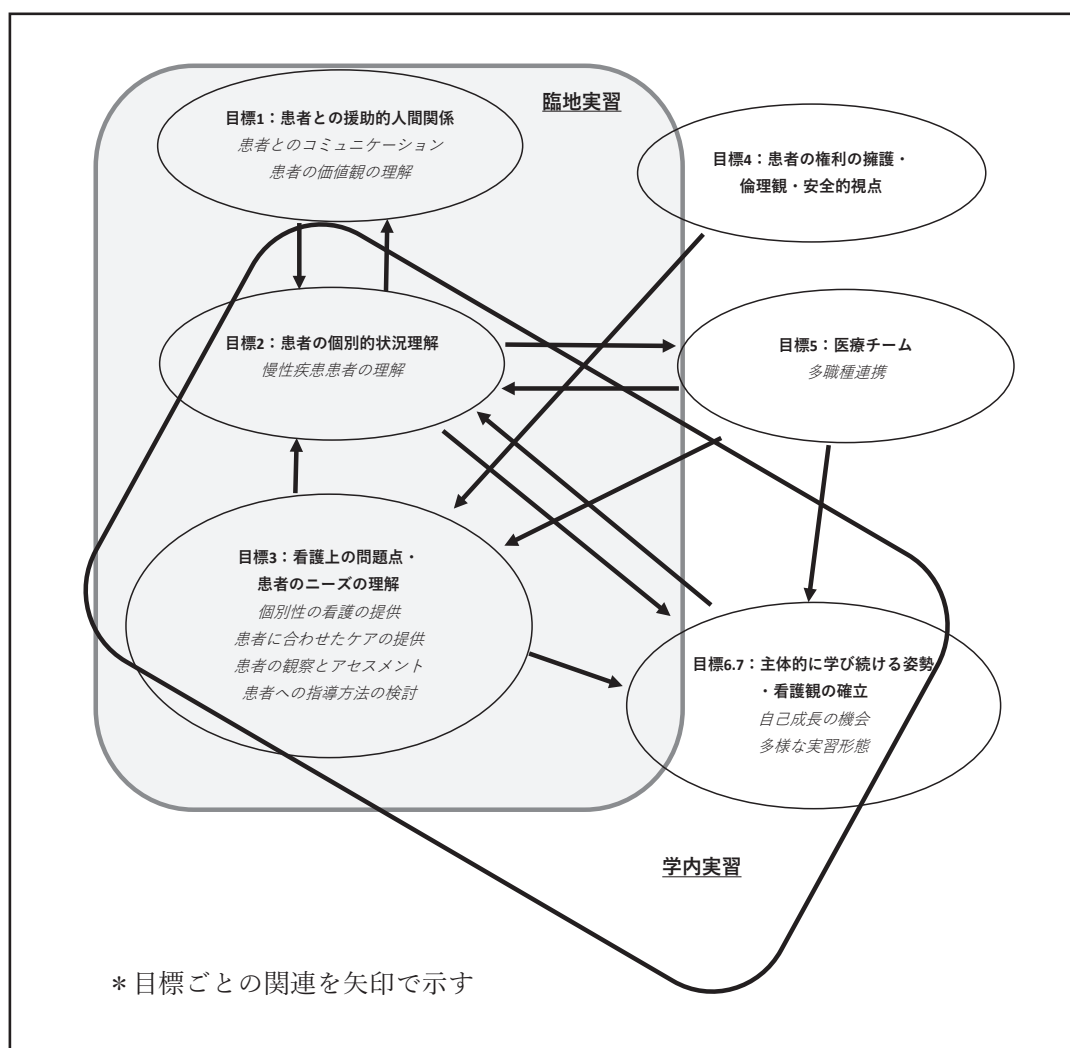 臨地実習
目標1：患者との援助的人間関係
患者とのコミュニケーション
患者の価値観の理解
目標4：患者の権利の擁護・
倫理観・安全的視点
目標2：患者の個別的状況理解
慢性疾患患者の理解
目標5：医療チーム
多職種連携
目標3：看護上の問題点・
患者のニーズの理解
個別性の看護の提供
患者に合わせたケアの提供
患者の観察とアセスメント
患者への指導方法の検討
目標6.7：主体的に学び続ける姿勢
・看護観の確立
自己成長の機会
多様な実習形態
学内実習
＊目標ごとの関連を矢印で示す